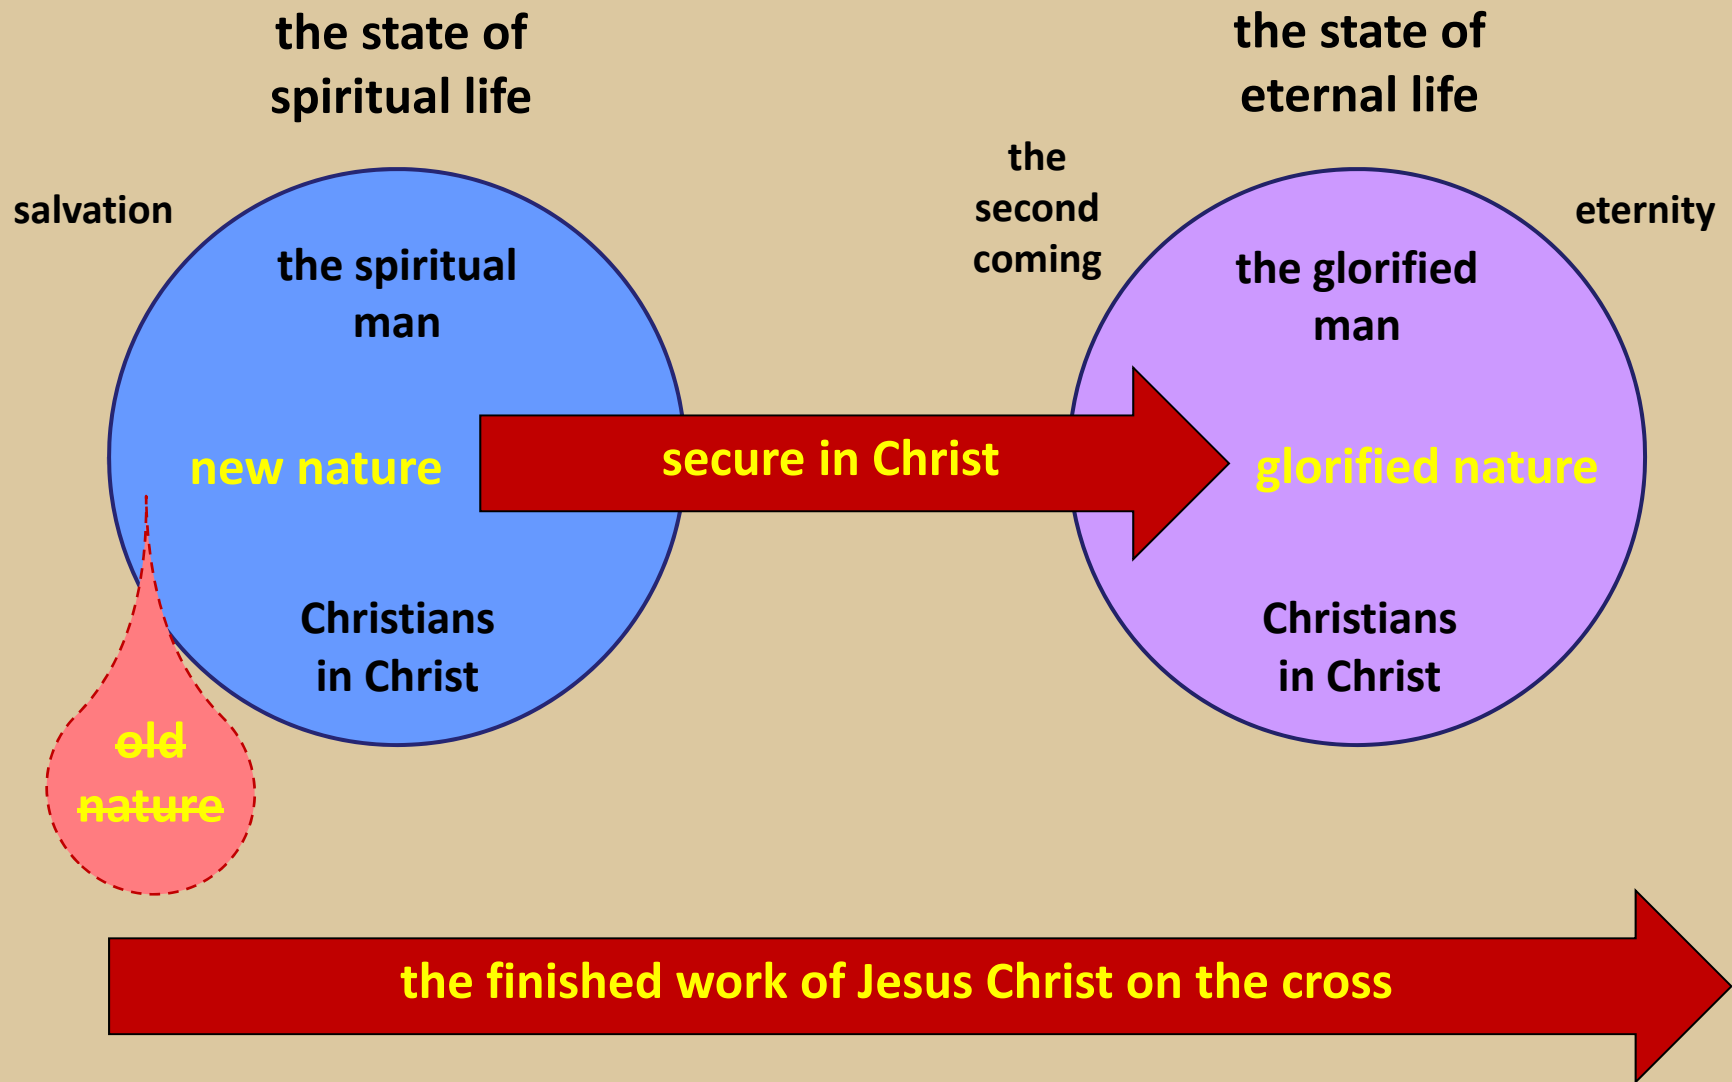 the state of
spiritual life
the state of
eternal life
salvation
the
second
coming
eternity
the spiritual
man
the glorified
man
new nature
secure in Christ
glorified nature
Christians
in Christ
Christians
in Christ
old
nature
the finished work of Jesus Christ on the cross